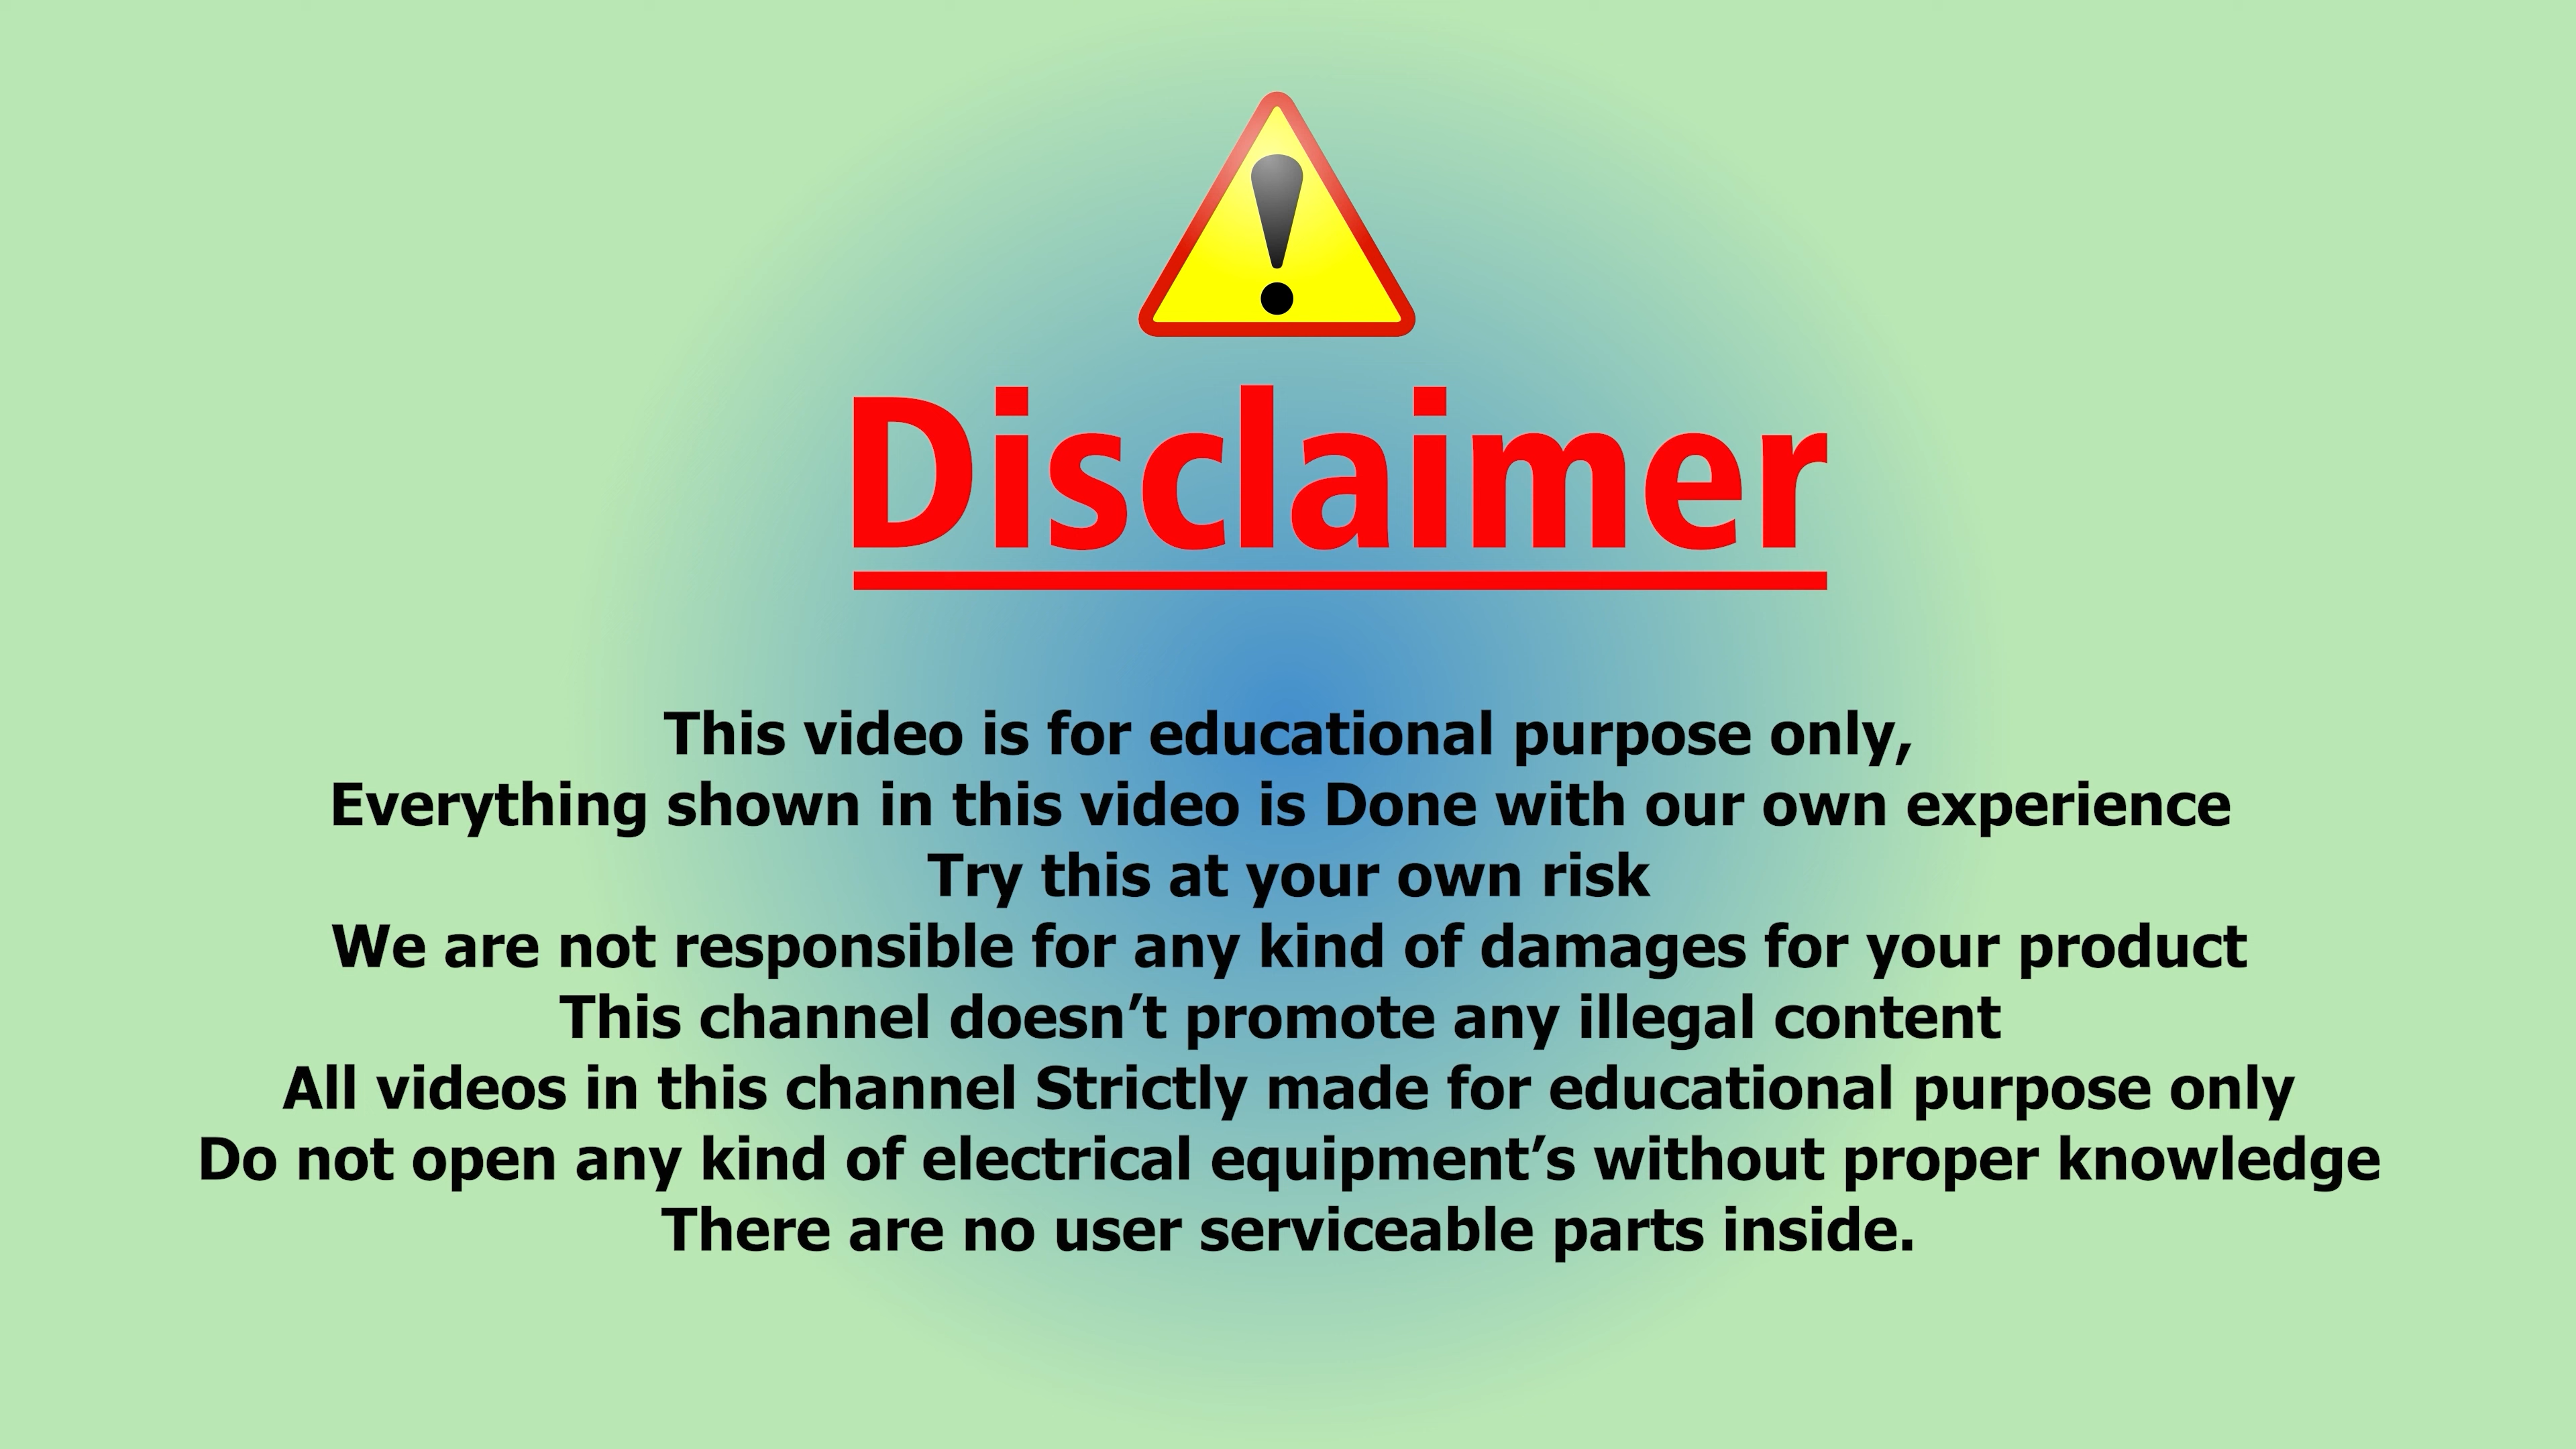 Disclaimer
This video is for educational purpose only,
Everything shown in this video is Done with our own experience
Try this at your own risk
We are not responsible for any kind of damages for your product
This channel doesn’t promote any illegal content
All videos in this channel Strictly made for educational purpose only
Do not open any kind of electrical equipment’s without proper knowledge
There are no user serviceable parts inside.